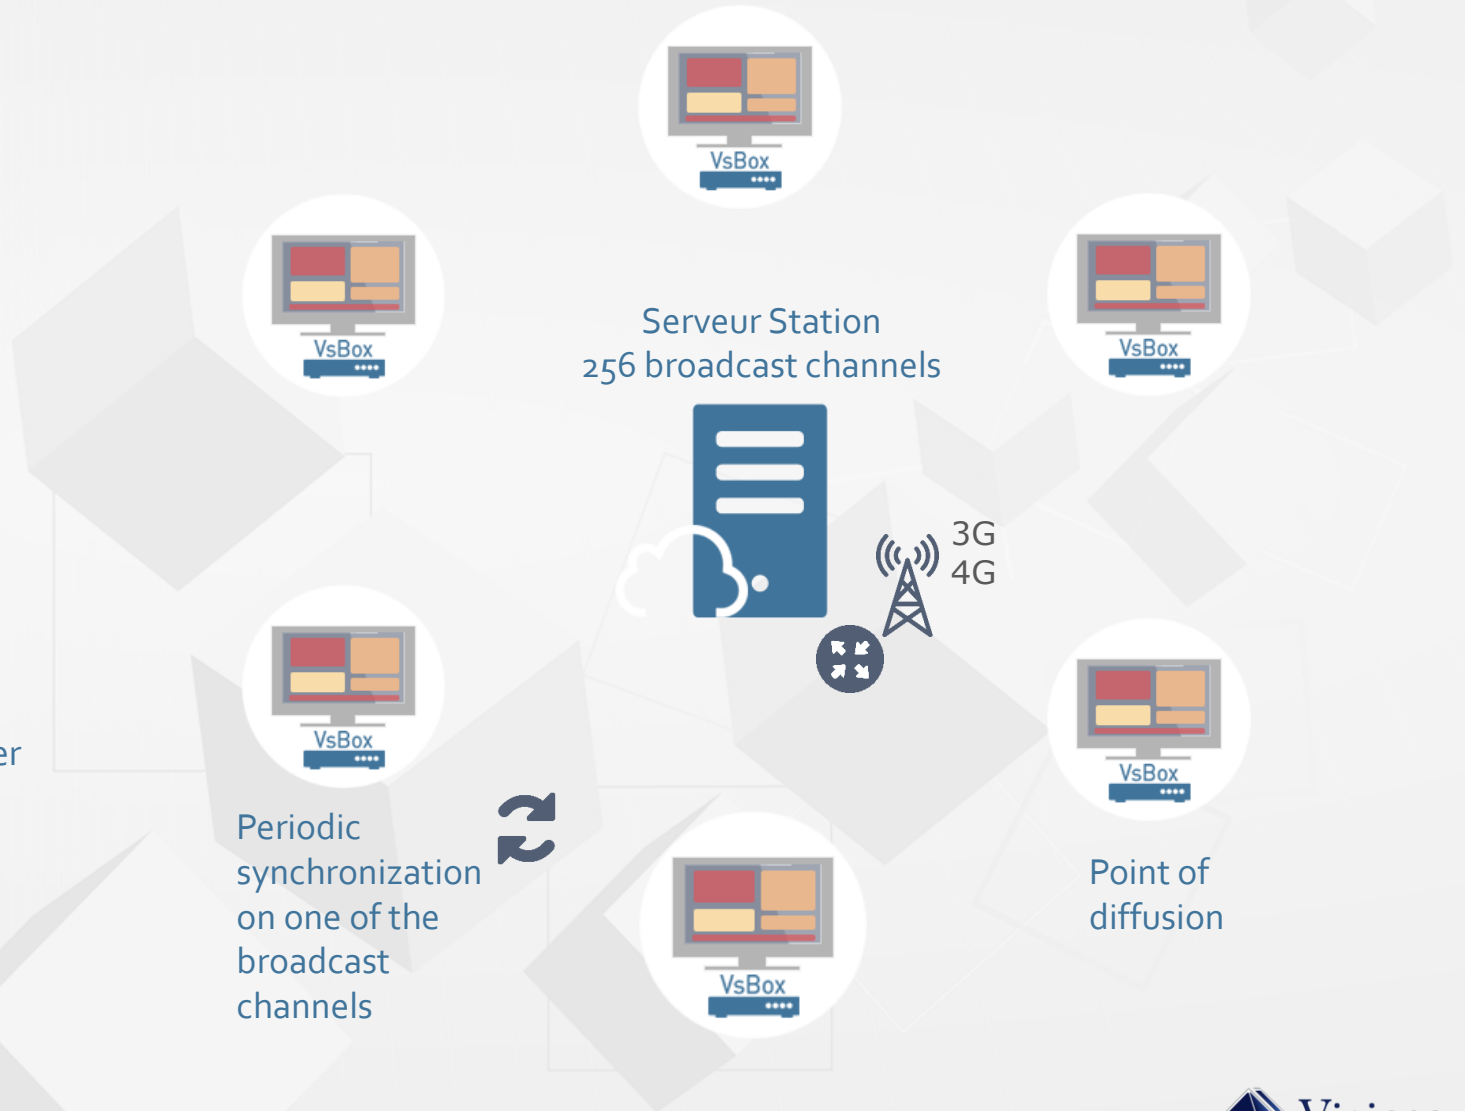 VsBox
VsBox
VsBox
Serveur Station
256 broadcast channels
3G
4G
VsBox
VsBox
er
Periodic
synchronization
on one of the
broadcast
channels
Point of
diffusion
VsBox